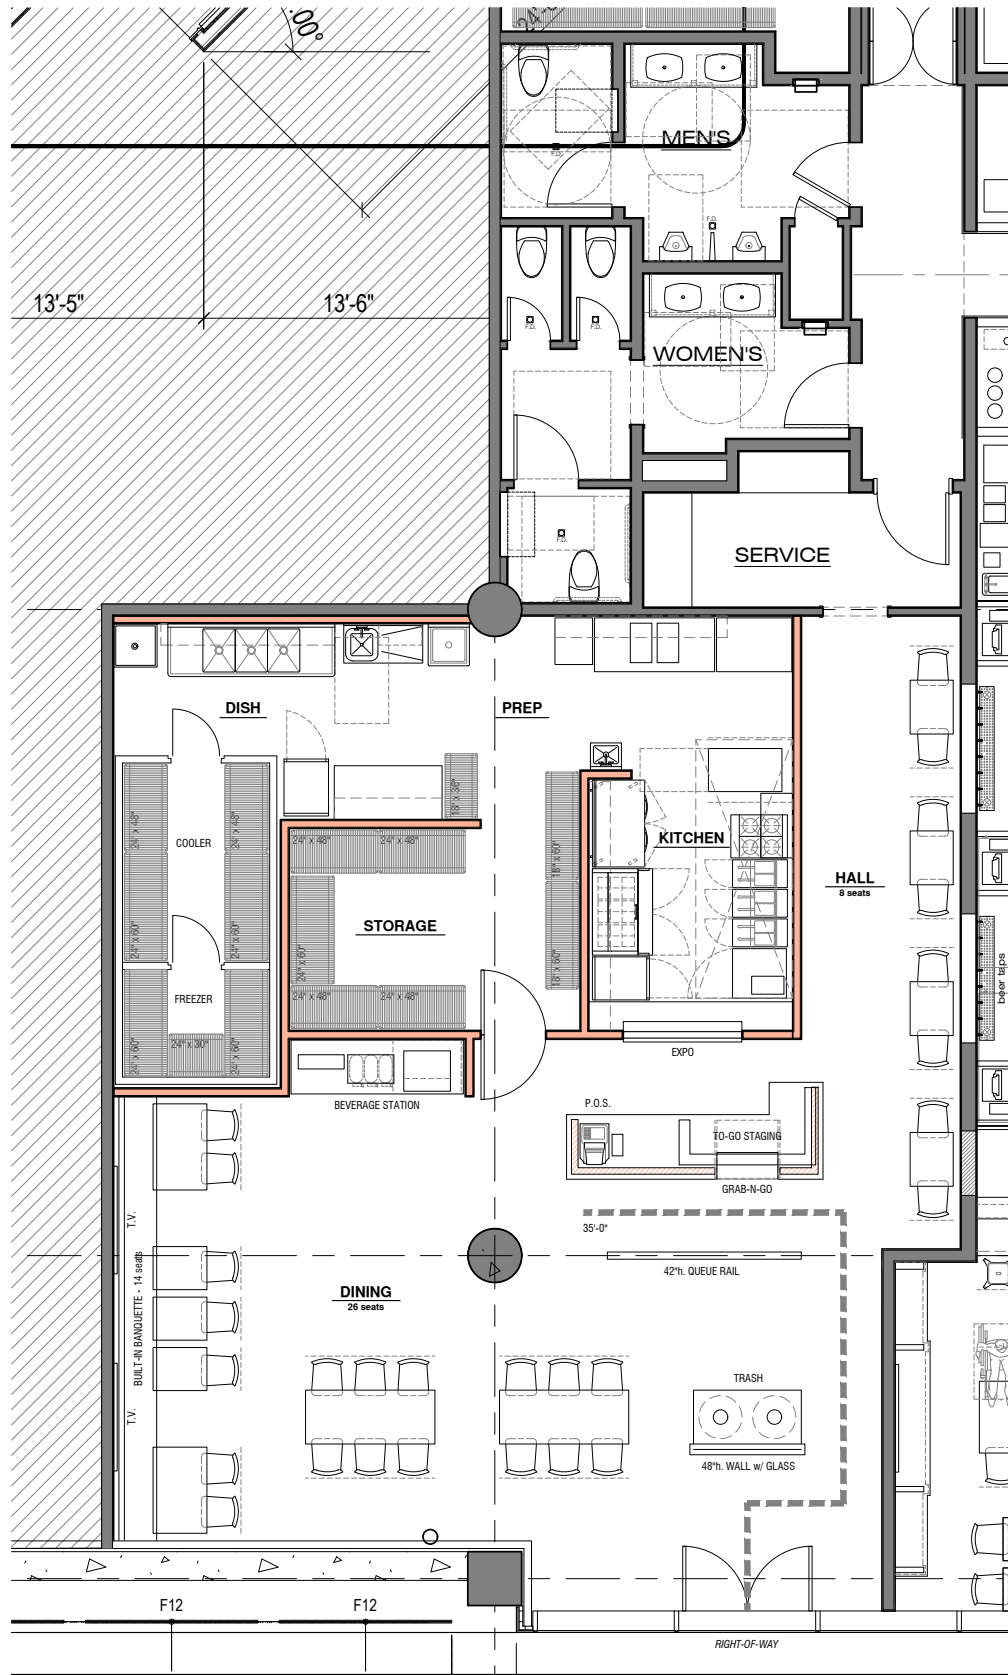 24'-
.00°
MEN'S
F.D.
F.D.
13'-5"
13'-6"
F.D.
F.D.
WOMEN'S
F.D.
SERVICE
DISH
PREP
18" x 36"
24" x 48"
24" x 48"
COOLER
24" x 48"
24" x 48"
18" x 60"
KITCHEN
HALL
8 seats
STORAGE
24" x 60"
24" x 60"
24" x 60"
18" x 60"
beer taps
FREEZER
24" x 48"
24" x 48"
24" x 60"
24" x 30"
24" x 60"
EXPO
BEVERAGE STATION
P.O.S.
TO-GO STAGING
GRAB-N-GO
T.V.
35'-0"
42"h. QUEUE RAIL
BUILT-IN BANQUETTE - 14 seats
DINING
26 seats
TRASH
T.V.
48"h. WALL w/ GLASS
F12
F12
RIGHT-OF-WAY